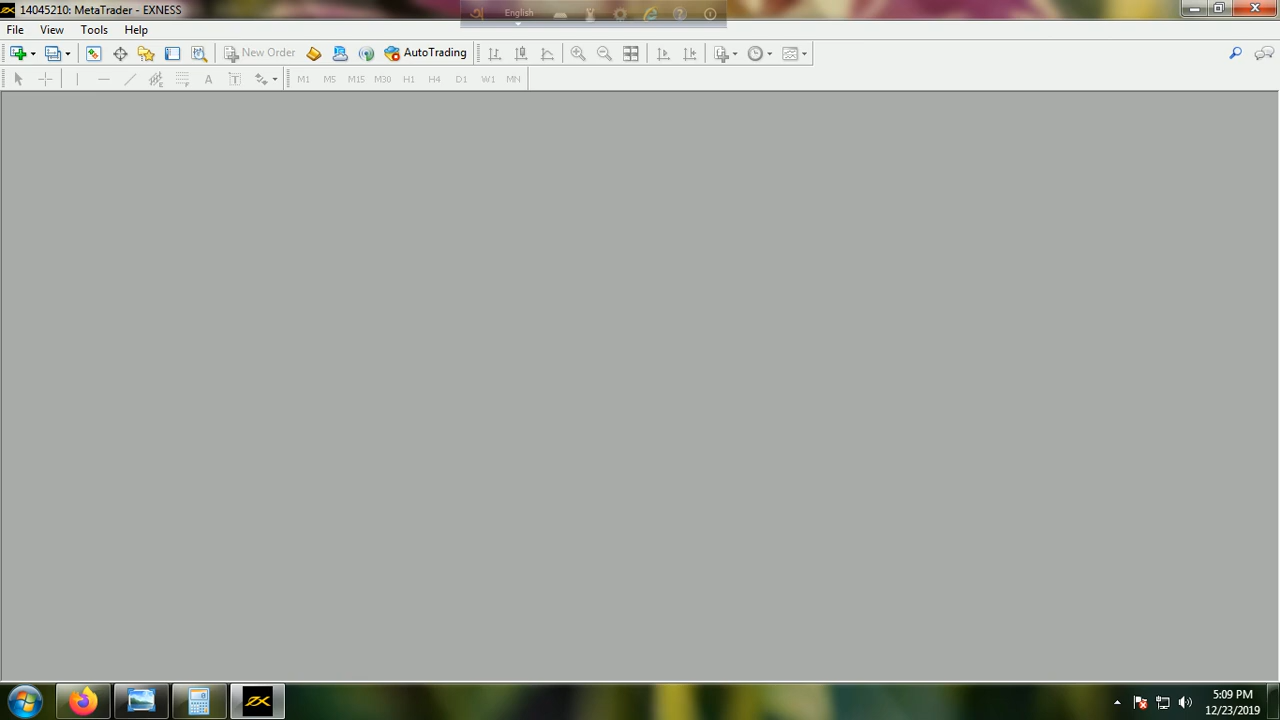 14045210: MetaTrader - EXNESS
English
File View Tools Help
New Order AutoTrading
A T M1 M5 M15 M30 H1 H4 D1 W1 MN
5:09 PM
12/23/2019